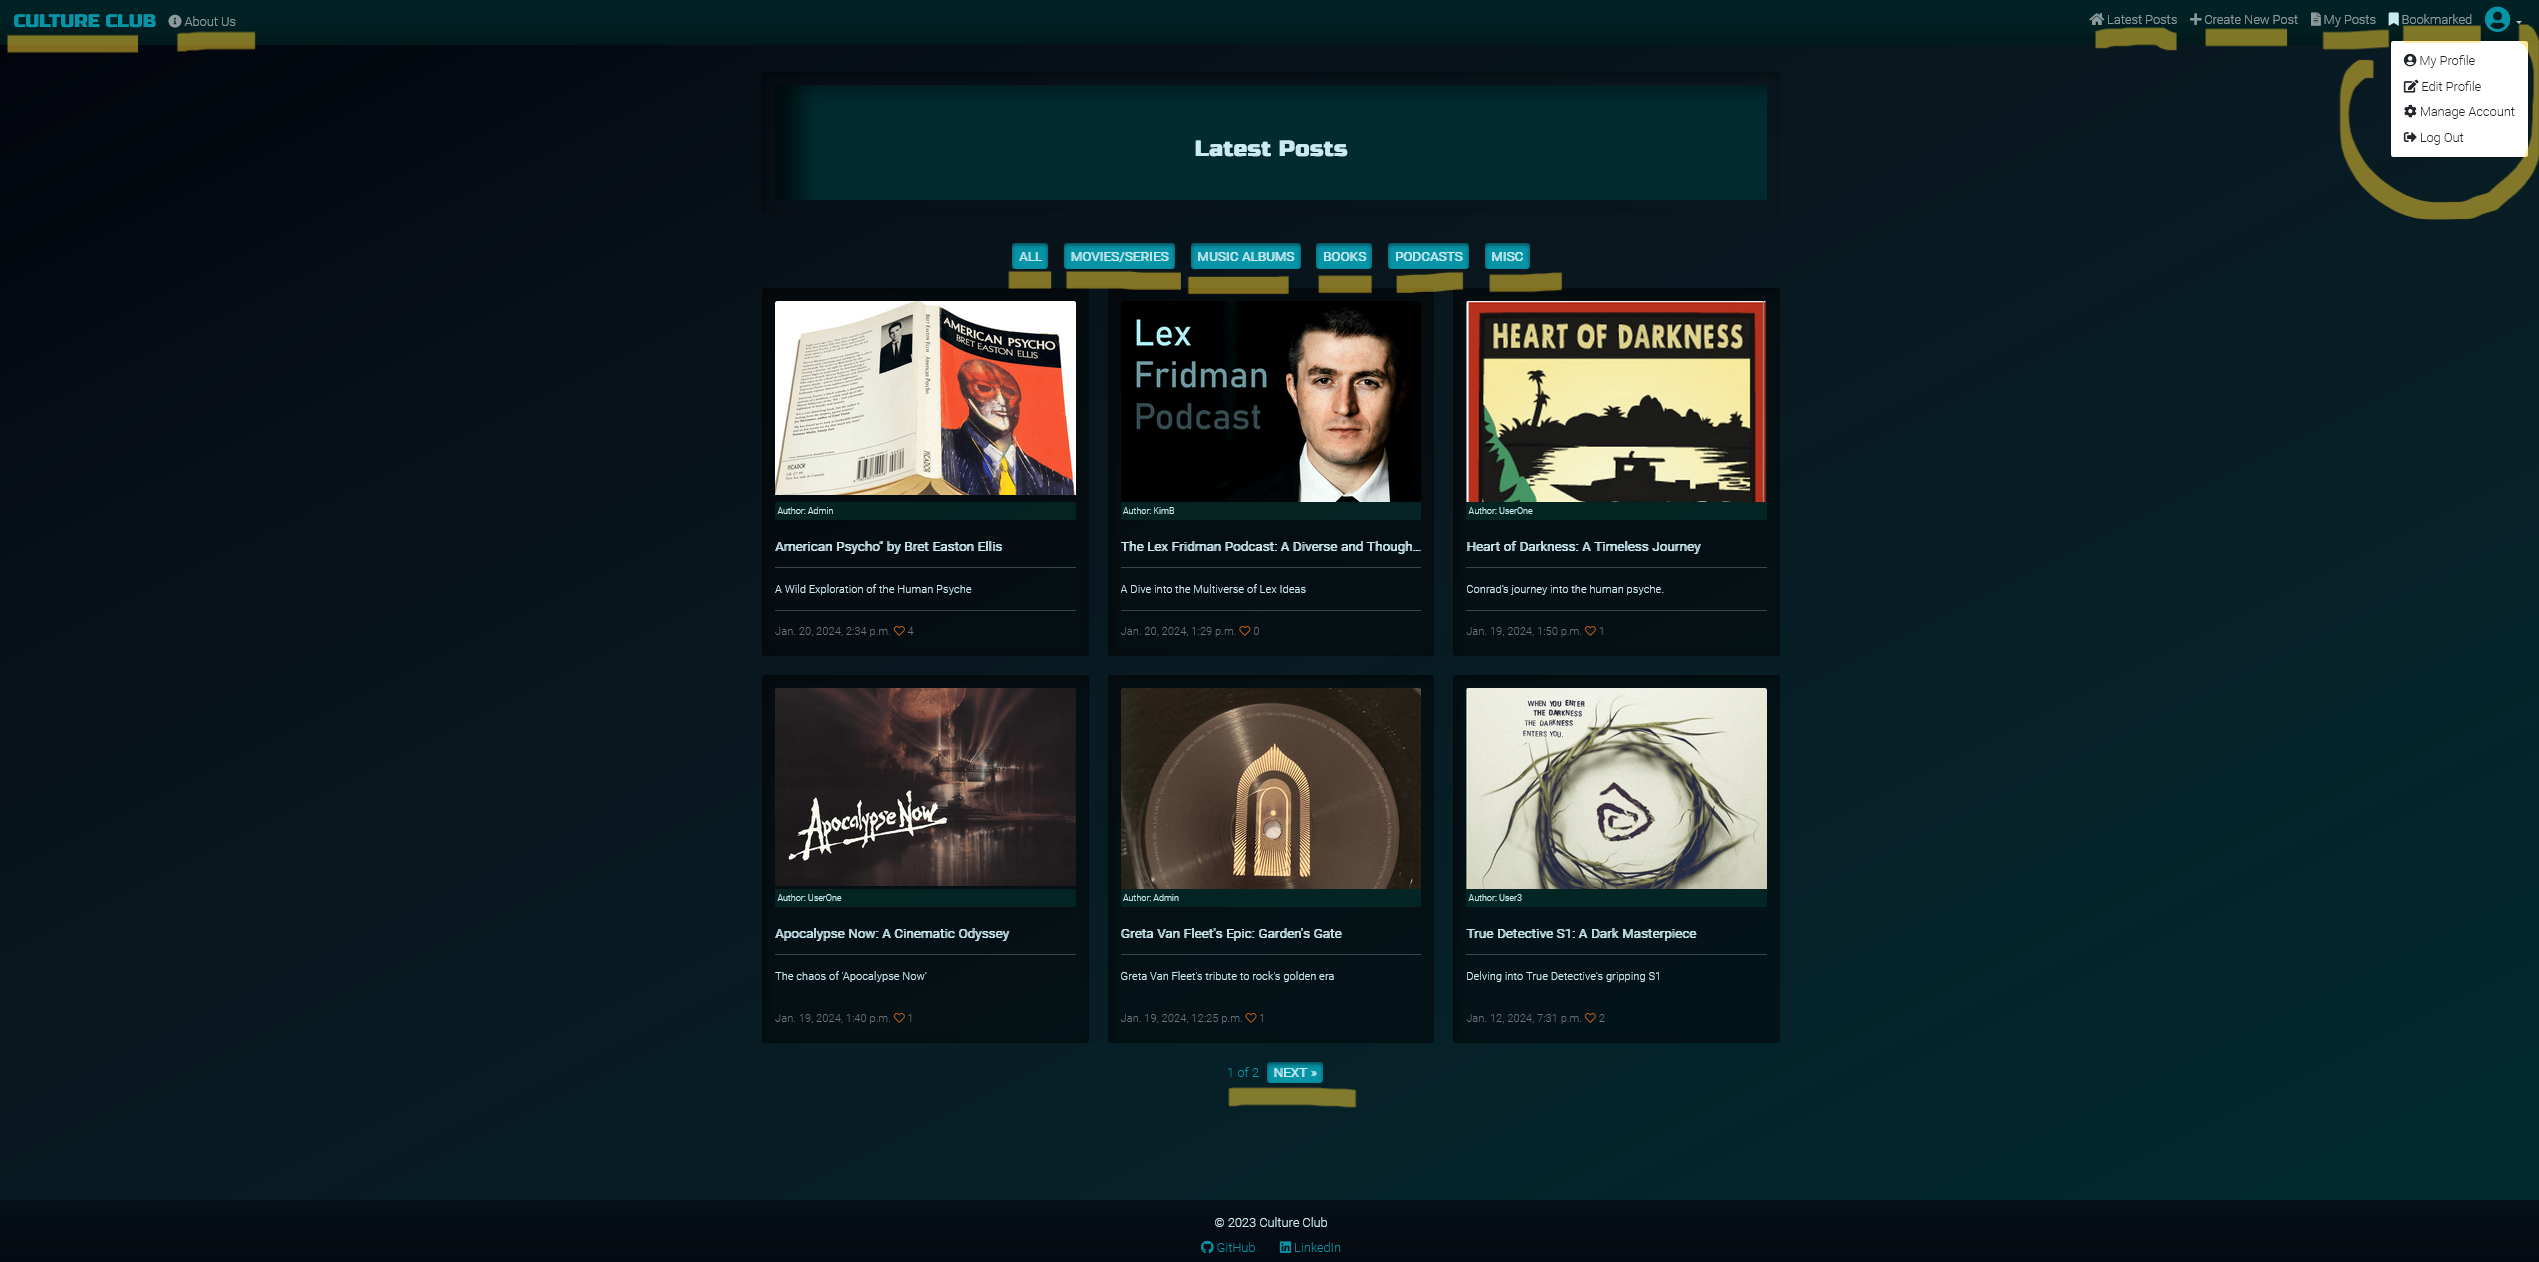 CULTURE CLUB About Us Latest Posts Create New Post My Posts Bookmarked
My Profile
Edit Profile
Manage Account
Log Out
Latest Posts
ALL MOVIES/SERIES MUSIC ALBUMS BOOKS PODCASTS MISC
AMERICAN PSYCHO
BRET EASTON ELLIS
PICADOR
Lex
Fridman
Podcast
HEART OF DARKNESS
Author: Admin
Author: KimB
Author: UserOne
American Psycho" by Bret Easton Ellis
The Lex Fridman Podcast: A Diverse and Though...
Heart of Darkness: A Timeless Journey
A Wild Exploration of the Human Psyche
A Dive into the Multiverse of Lex Ideas
Conrad's journey into the human psyche.
Jan. 20, 2024, 2:34 p.m. 4
Jan. 20, 2024, 1:29 p.m. 0
Jan. 19, 2024, 1:50 p.m. 1
Apocalypse Now
WHEN YOU ENTER
THE DARKNESS
THE DARKNESS
ENTERS YOU.
Author: UserOne
Author: Admin
Author: User3
Apocalypse Now: A Cinematic Odyssey
Greta Van Fleet's Epic: Garden's Gate
True Detective S1: A Dark Masterpiece
The chaos of 'Apocalypse Now'
Greta Van Fleet's tribute to rock's golden era
Delving into True Detective's gripping S1
Jan. 19, 2024, 1:40 p.m. 1
Jan. 19, 2024, 12:25 p.m. 1
Jan. 12, 2024, 7:31 p.m. 2
1 of 2 NEXT »
© 2023 Culture Club
GitHub LinkedIn